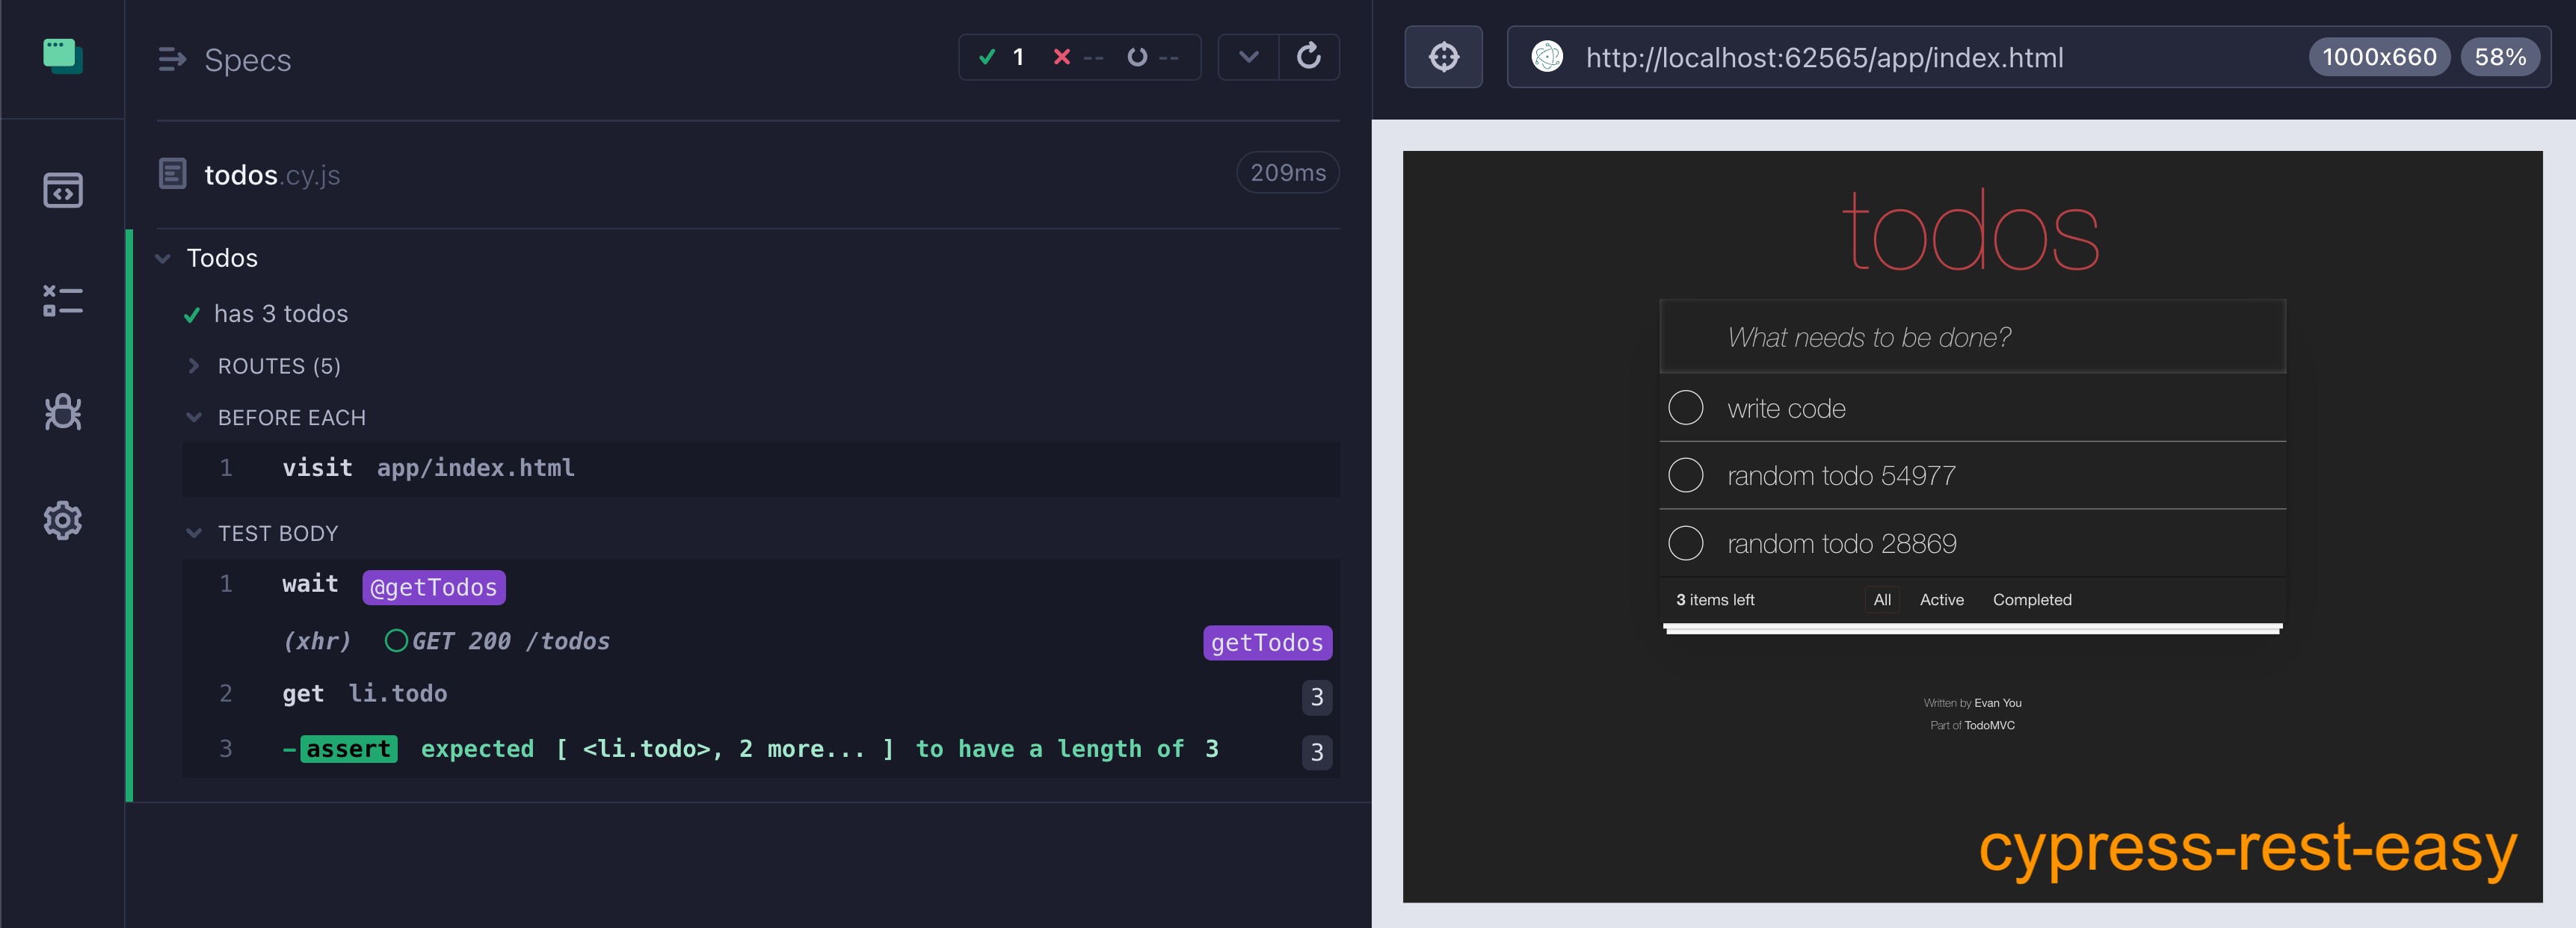 Specs
1 -- --
todos.cy.js
209ms
Todos
has 3 todos
ROUTES (5)
BEFORE EACH
1 visit app/index.html
TEST BODY
1 wait @getTodos
(xhr) GET 200 /todos getTodos
2 get li.todo 3
3 -assert expected [ <li.todo>, 2 more... ] to have a length of 3 3
http://localhost:62565/app/index.html 1000x660 58%
todos
What needs to be done?
write code
random todo 54977
random todo 28869
3 items left All Active Completed
Written by Evan You
Part of TodoMVC
cypress-rest-easy